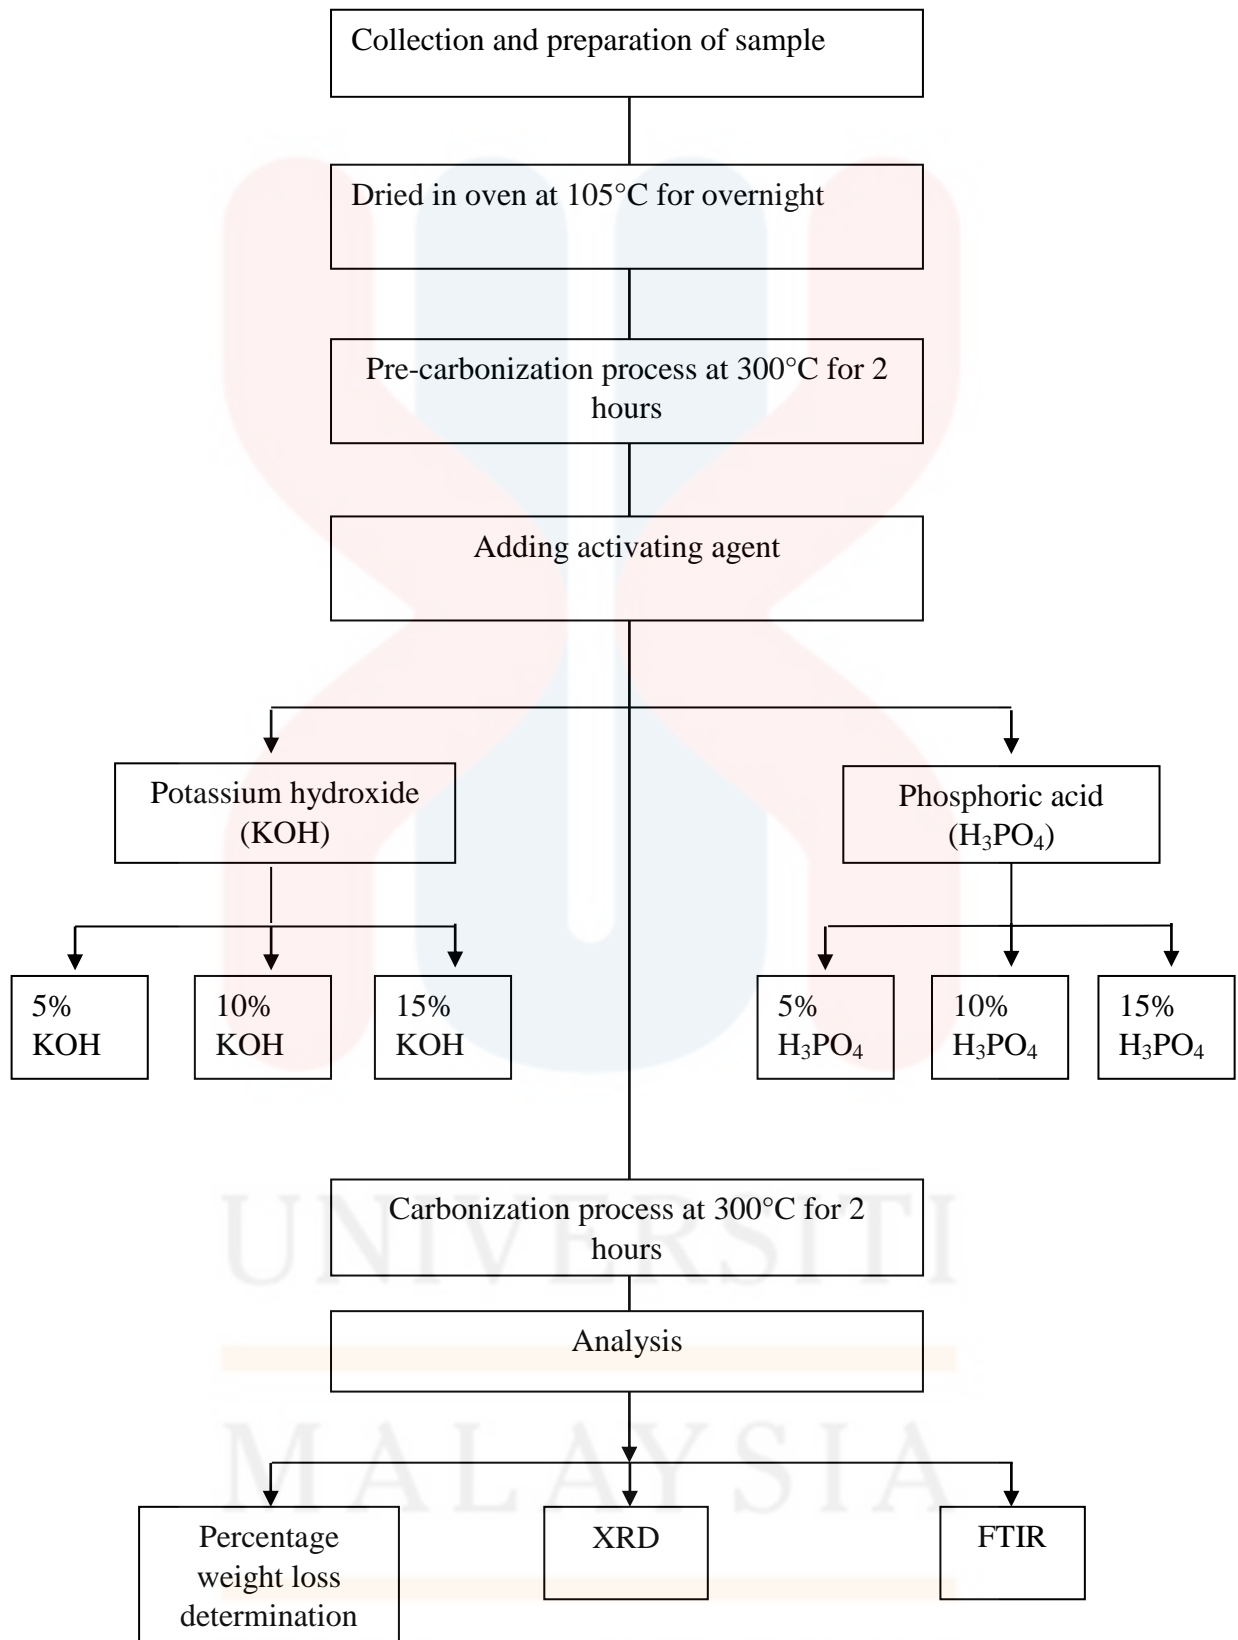 Collection and preparation of sample
Dried in oven at 105°C for overnight
Pre-carbonization process at 300°C for 2
hours
Adding activating agent
Potassium hydroxide
(KOH)
Phosphoric acid
(H₃PO₄)
5%
KOH
10%
KOH
15%
KOH
5%
H₃PO₄
10%
H₃PO₄
15%
H₃PO₄
Carbonization process at 300°C for 2
hours
UNIVERSITI
Analysis
MALAYSIA
Percentage
weight loss
determination
XRD
FTIR